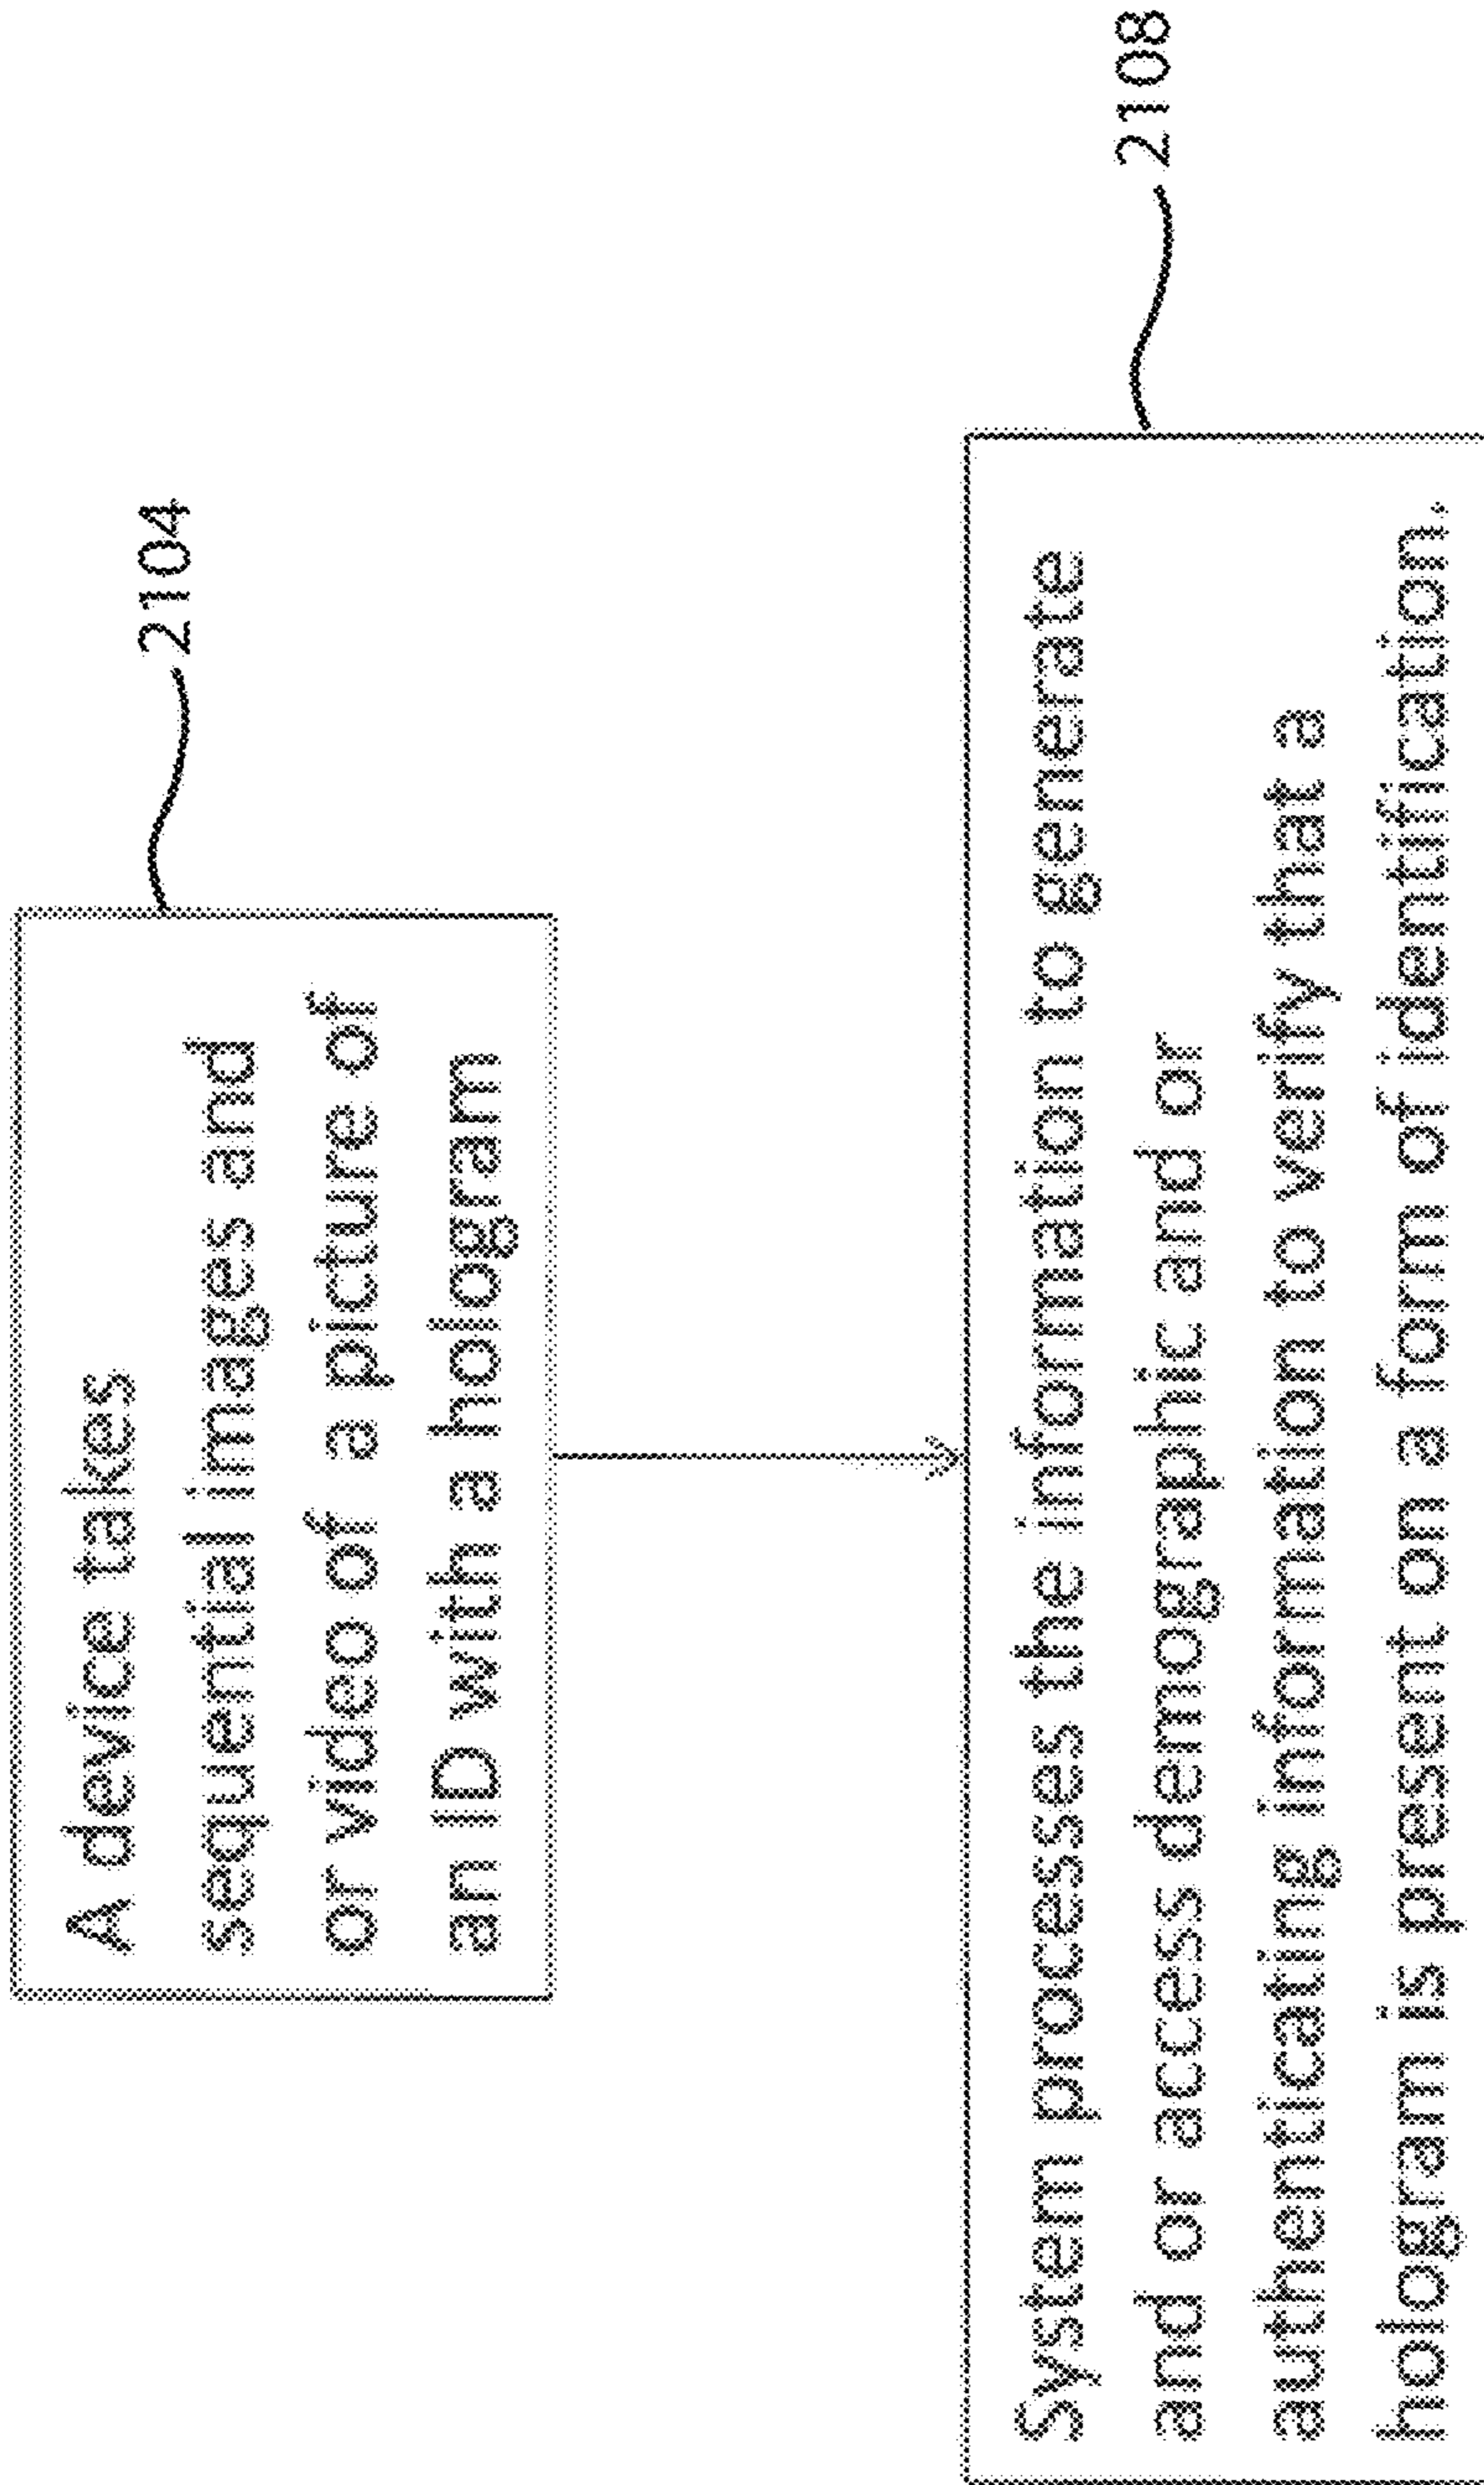 A device takes
sequential images and
or video of a picture of
an ID with a hologram
2104
System processes the information to generate
and or access demographic and or
authenticating information to verify that a
hologram is present on a form of identification.
2108